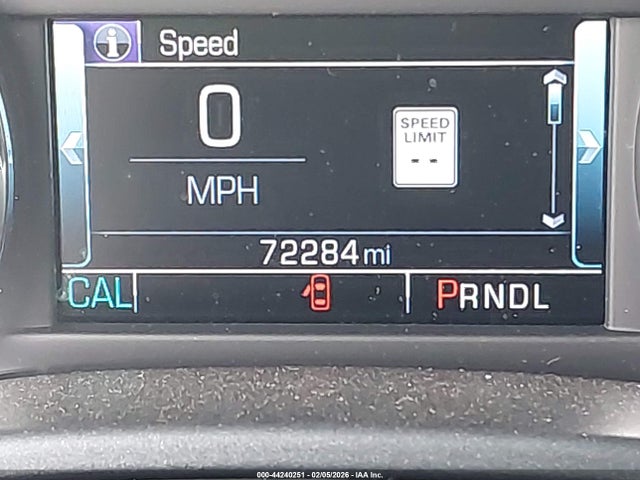 i Speed
0
MPH
SPEED
LIMIT
--
72284 mi
CAL PRNDL
000-44240251 - 02/05/2026 - IAA Inc.